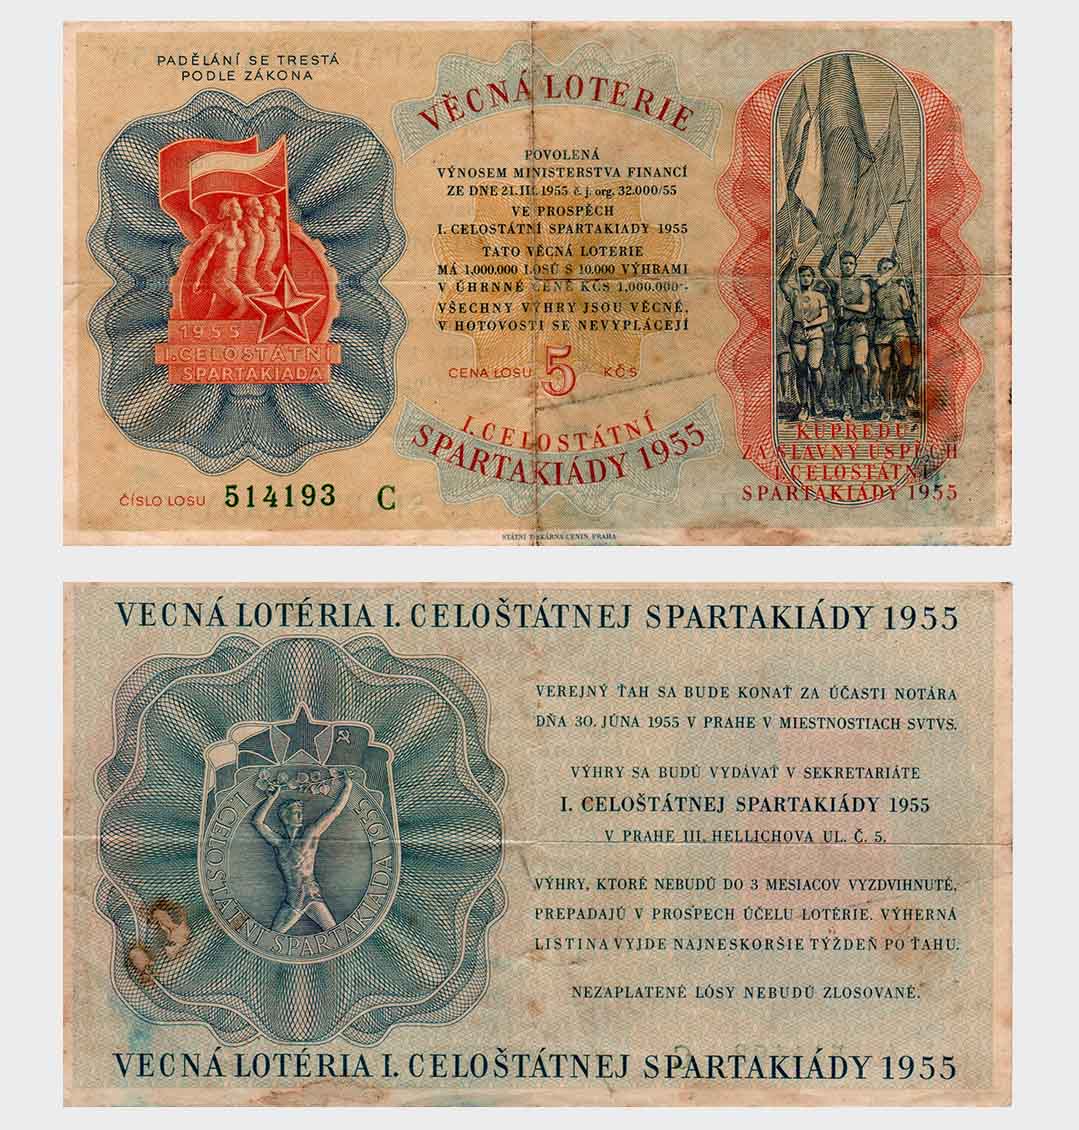 PADĚLÁNÍ SE TRESTÁ
PODLE ZÁKONA
1955
I. CELOSTÁTNÍ
SPARTAKIADA
ČÍSLO LOSU 514193 C
VĚCNÁ LOTERIE
POVOLENÁ
VÝNOSEM MINISTERSTVA FINANCÍ
ZE DNE 21. III. 1955 č. j. org. 32.000/55
VE PROSPĚCH
I. CELOSTÁTNÍ SPARTAKIADY 1955
TATO VĚCNÁ LOTERIE
MÁ 1,000.000 LOSŮ S 10.000 VÝHRAMI
V ÚHRNNÉ CENĚ KČS 1,000.000·-
VŠECHNY VÝHRY JSOU VĚCNÉ,
V HOTOVOSTI SE NEVYPLÁCEJÍ
CENA LOSU 5 KČS
I. CELOSTÁTNÍ
SPARTAKIÁDY 1955
KUPŘEDU
ZA SLAVNÝ ÚSPĚCH
I. CELOSTÁTNÍ
SPARTAKIÁDY 1955
STÁTNÍ TISKÁRNA CENIN, PRAHA
VECNÁ LOTÉRIA I. CELOŠTÁTNEJ SPARTAKIÁDY 1955
I. CELOSTÁTNÍ SPARTAKIADA 1955
VEREJNÝ ŤAH SA BUDE KONAŤ ZA ÚČASTI NOTÁRA
DŇA 30. JÚNA 1955 V PRAHE V MIESTNOSTIACH SVTVS.
VÝHRY SA BUDÚ VYDÁVAŤ V SEKRETARIÁTE
I. CELOŠTÁTNEJ SPARTAKIÁDY 1955
V PRAHE III, HELLICHOVA UL. Č. 5.
VÝHRY, KTORÉ NEBUDÚ DO 3 MESIACOV VYZDVIHNUTÉ,
PREPADAJÚ V PROSPECH ÚČELU LOTÉRIE. VÝHERNÁ
LISTINA VYJDE NAJNESKORŠIE TÝŽDEŇ PO ŤAHU.
NEZAPLATENÉ LÓSY NEBUDÚ ZLOSOVANÉ.
VECNÁ LOTÉRIA I. CELOŠTÁTNEJ SPARTAKIÁDY 1955